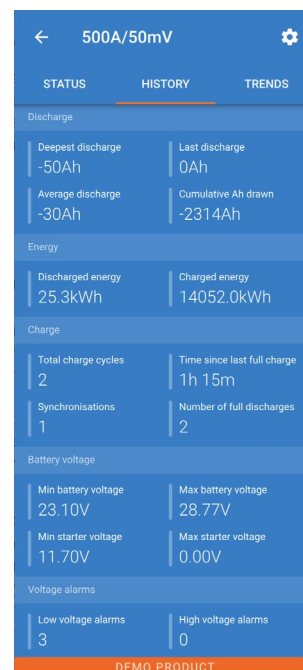 500A/50mV
STATUS HISTORY TRENDS
Discharge
Deepest discharge Last discharge
-50Ah 0Ah
Average discharge Cumulative Ah drawn
-30Ah -2314Ah
Energy
Discharged energy Charged energy
25.3kWh 14052.0kWh
Charge
Total charge cycles Time since last full charge
2 1h 15m
Synchronisations Number of full discharges
1 2
Battery voltage
Min battery voltage Max battery voltage
23.10V 28.77V
Min starter voltage Max starter voltage
11.70V 0.00V
Voltage alarms
Low voltage alarms High voltage alarms
3 0
DEMO PRODUCT